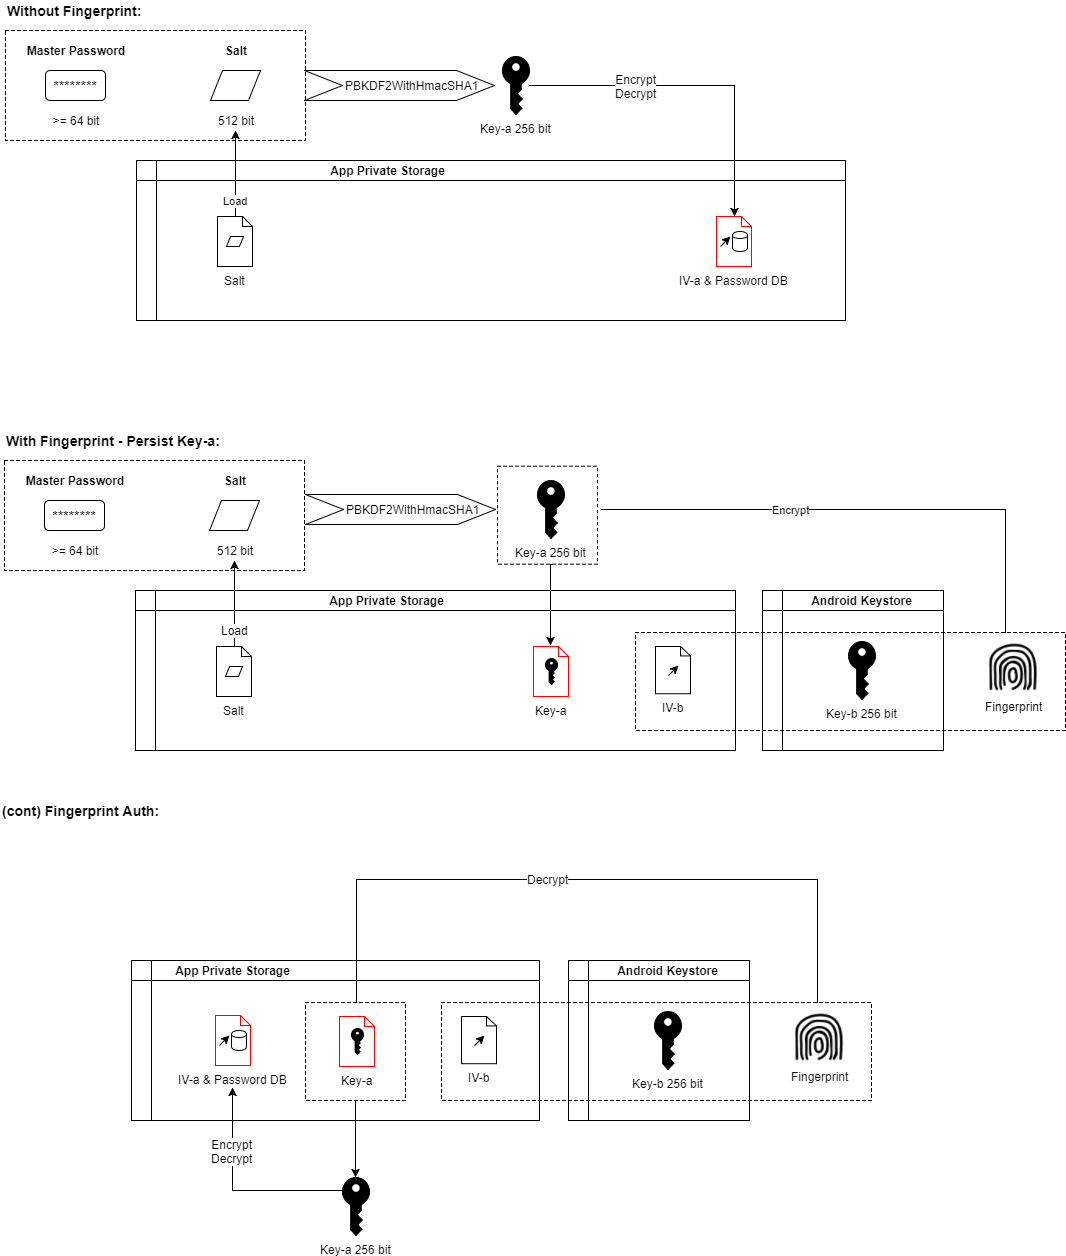 Without Fingerprint:
Master Password
Salt
********
PBKDF2WithHmacSHA1
Encrypt
Decrypt
>= 64 bit
512 bit
Key-a 256 bit
App Private Storage
Load
Salt
IV-a & Password DB
With Fingerprint - Persist Key-a:
Master Password
Salt
********
PBKDF2WithHmacSHA1
Encrypt
>= 64 bit
512 bit
Key-a 256 bit
App Private Storage
Android Keystore
Load
Salt
Key-a
IV-b
Key-b 256 bit
Fingerprint
(cont) Fingerprint Auth:
Decrypt
App Private Storage
Android Keystore
IV-a & Password DB
Key-a
IV-b
Key-b 256 bit
Fingerprint
Encrypt
Decrypt
Key-a 256 bit